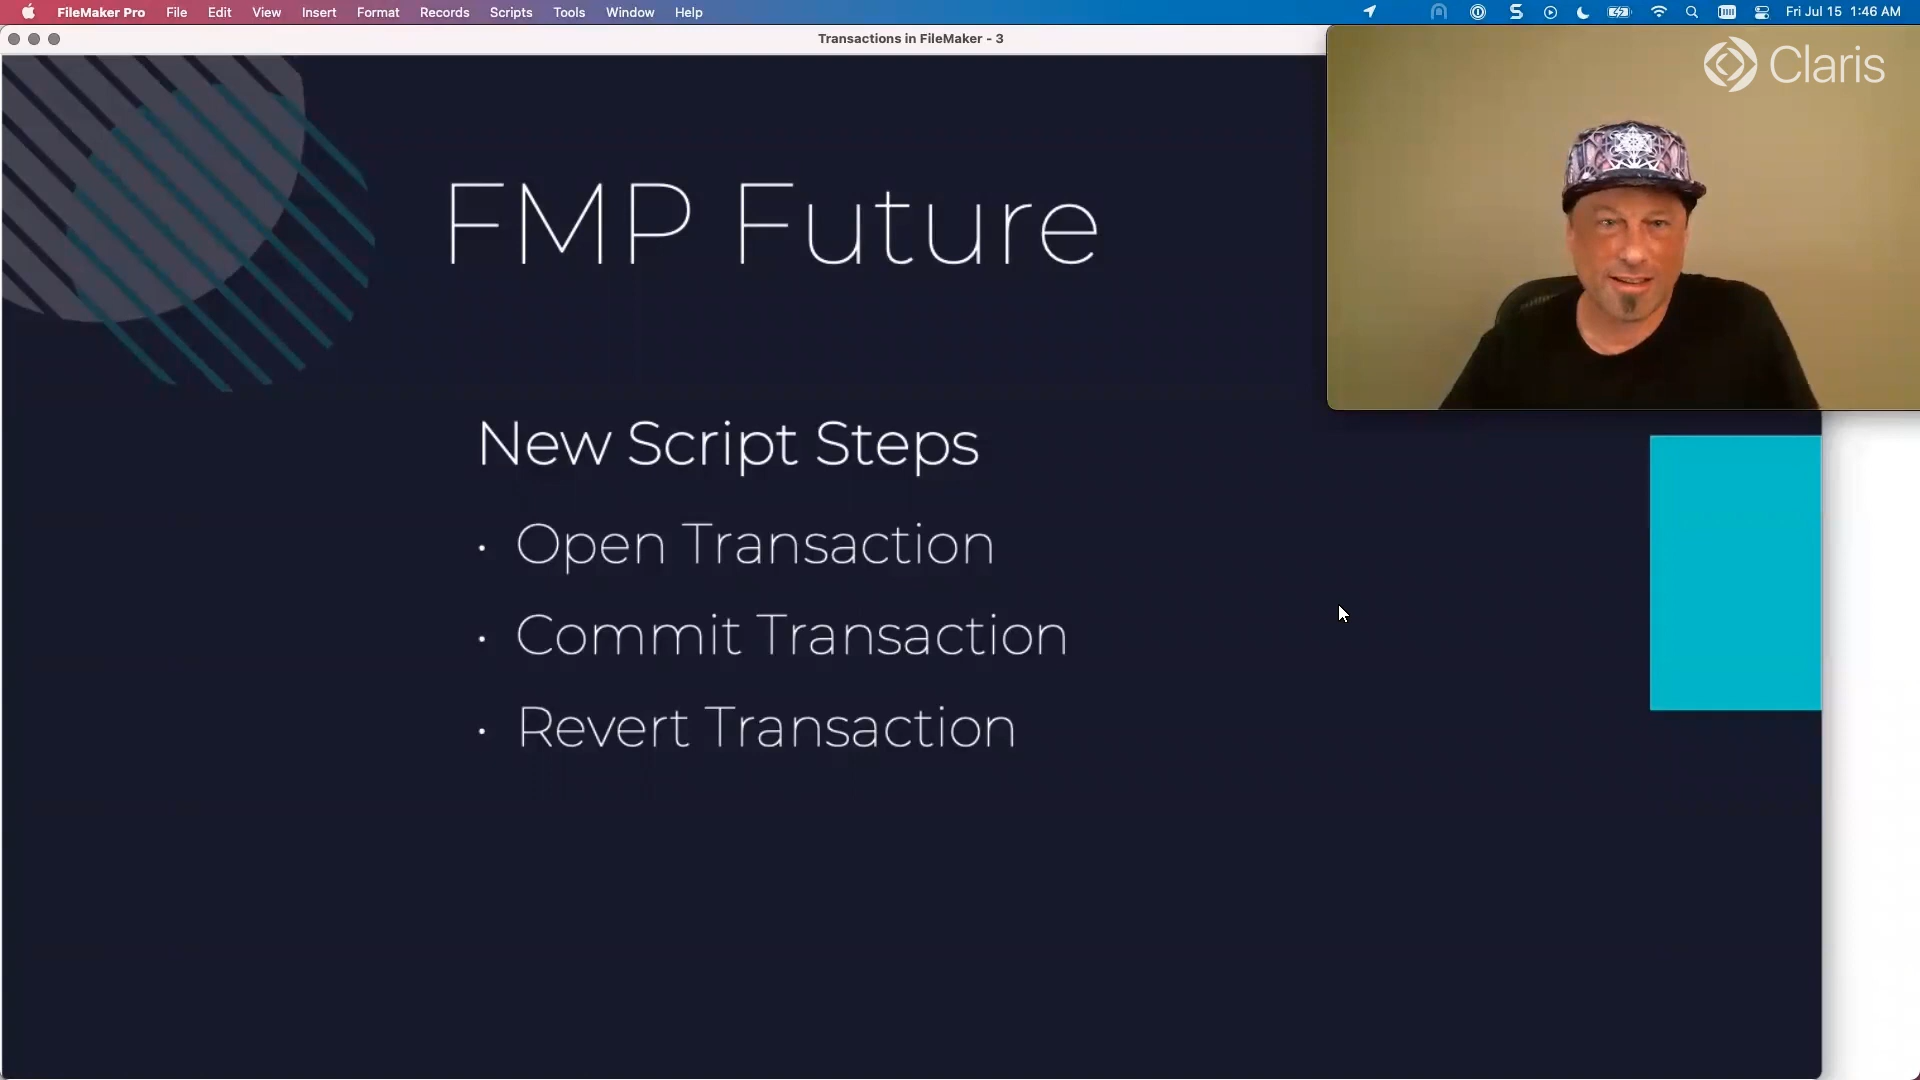 FileMaker Pro File Edit View Insert Format Records Scripts Tools Window Help Fri Jul 15 1:46 AM
Transactions in FileMaker - 3
Claris
FMP Future
New Script Steps
• Open Transaction
• Commit Transaction
• Revert Transaction